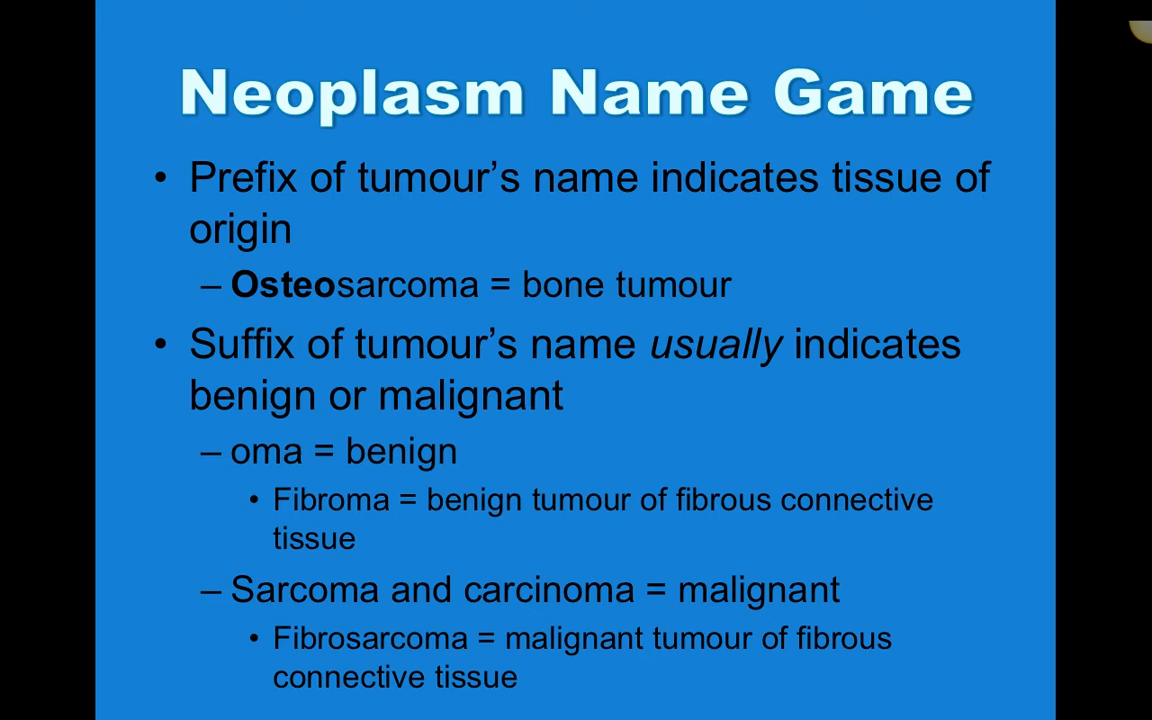 Neoplasm Name Game
• Prefix of tumour’s name indicates tissue of
origin
– Osteosarcoma = bone tumour
• Suffix of tumour’s name usually indicates
benign or malignant
– oma = benign
• Fibroma = benign tumour of fibrous connective
tissue
– Sarcoma and carcinoma = malignant
• Fibrosarcoma = malignant tumour of fibrous
connective tissue